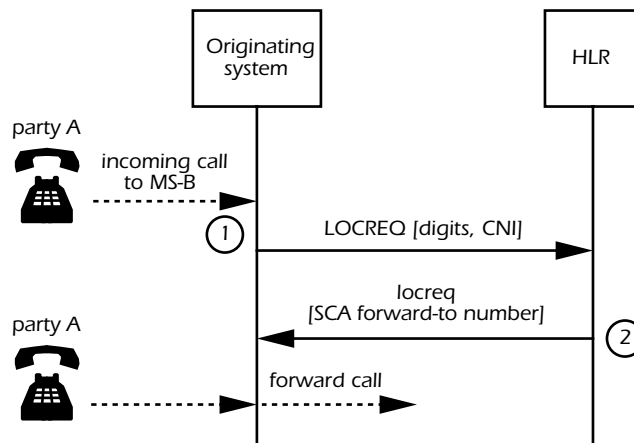 Originating
system
HLR
party A
incoming call
to MS-B
1
LOCREQ [digits, CNI]
locreq
[SCA forward-to number]
2
party A
forward call